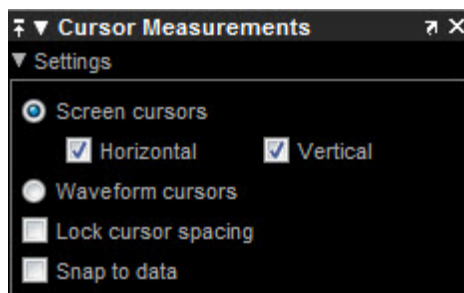 Cursor Measurements
Settings
Screen cursors
Horizontal Vertical
Waveform cursors
Lock cursor spacing
Snap to data